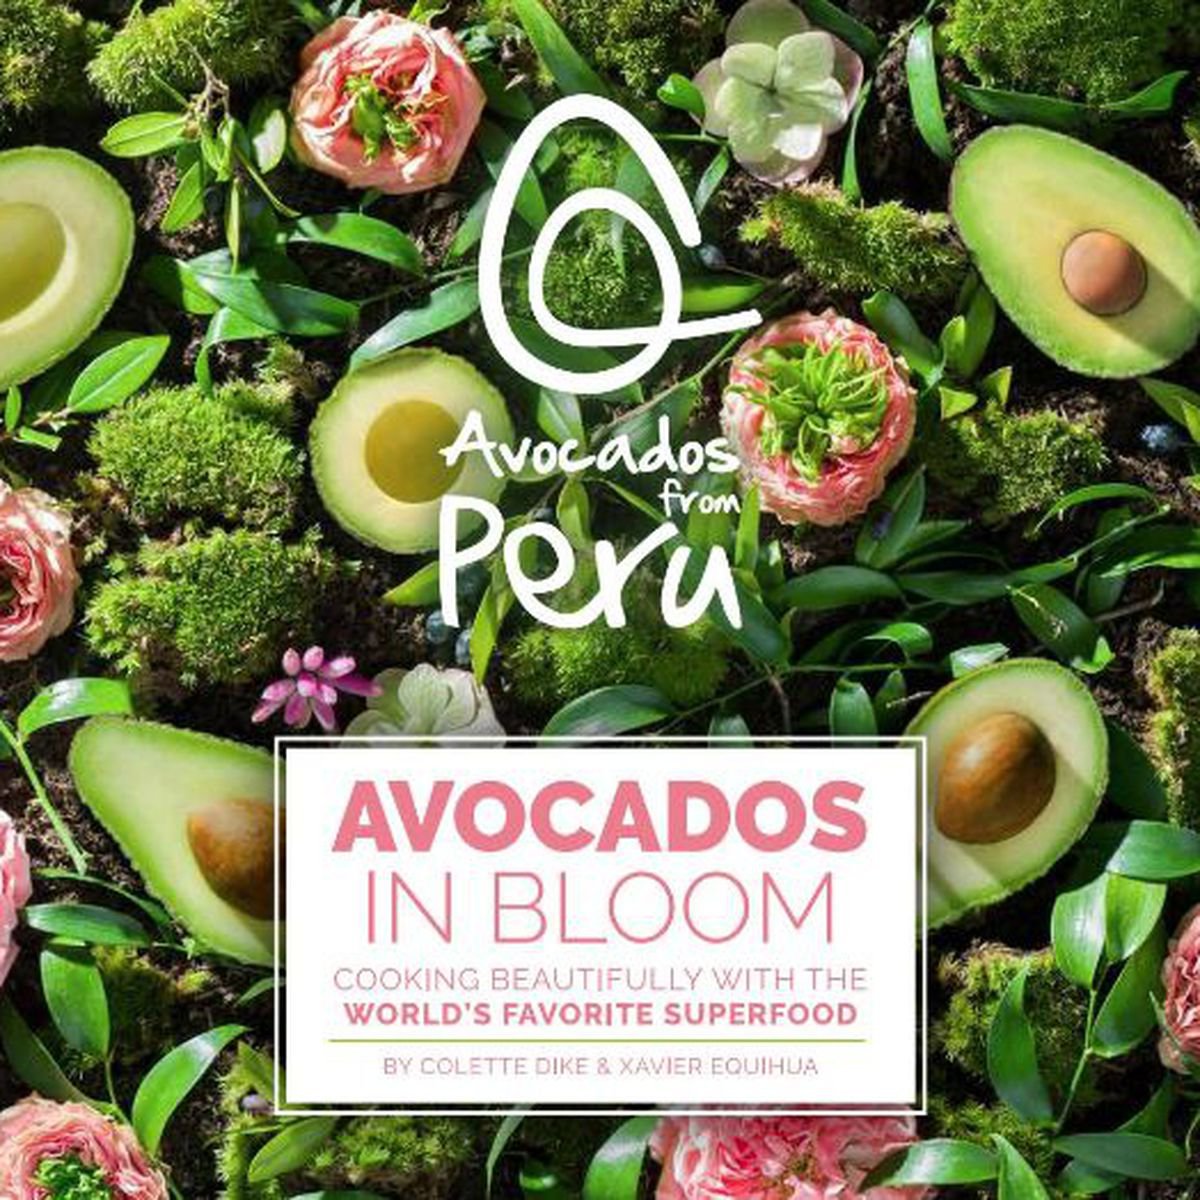 Avocados
from
Peru
AVOCADOS
IN BLOOM
COOKING BEAUTIFULLY WITH THE
WORLD'S FAVORITE SUPERFOOD
BY COLETTE DIKE & XAVIER EQUIHUA